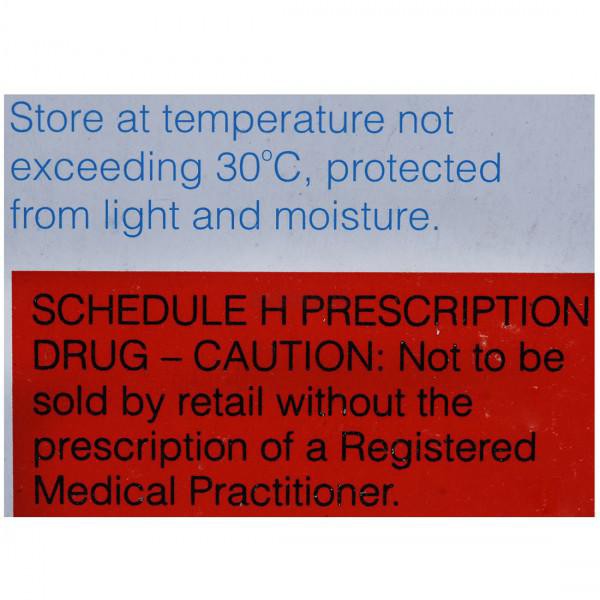 Store at temperature not
exceeding 30°C, protected
from light and moisture.
SCHEDULE H PRESCRIPTION
DRUG – CAUTION: Not to be
sold by retail without the
prescription of a Registered
Medical Practitioner.